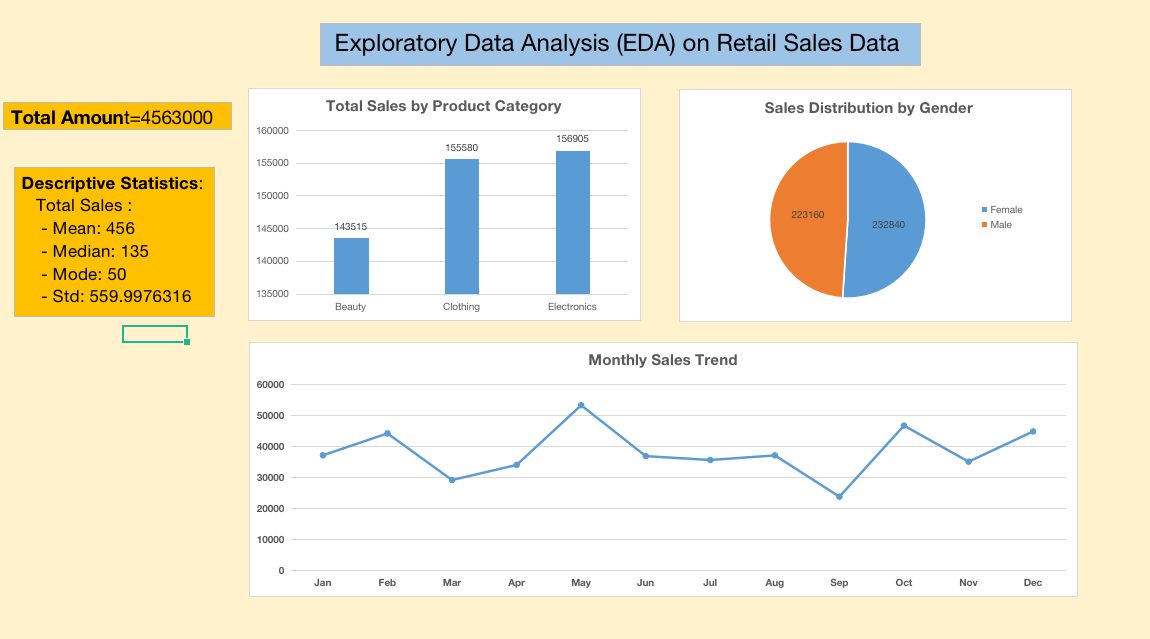 Exploratory Data Analysis (EDA) on Retail Sales Data
Total Amount=4563000
Descriptive Statistics:
Total Sales :
- Mean: 456
- Median: 135
- Mode: 50
- Std: 559.9976316
Total Sales by Product Category
160000
155000
150000
145000
140000
135000
143515
155580
156905
Beauty
Clothing
Electronics
Sales Distribution by Gender
223160
232840
Female
Male
Monthly Sales Trend
60000
50000
40000
30000
20000
10000
0
Jan Feb Mar Apr May Jun Jul Aug Sep Oct Nov Dec